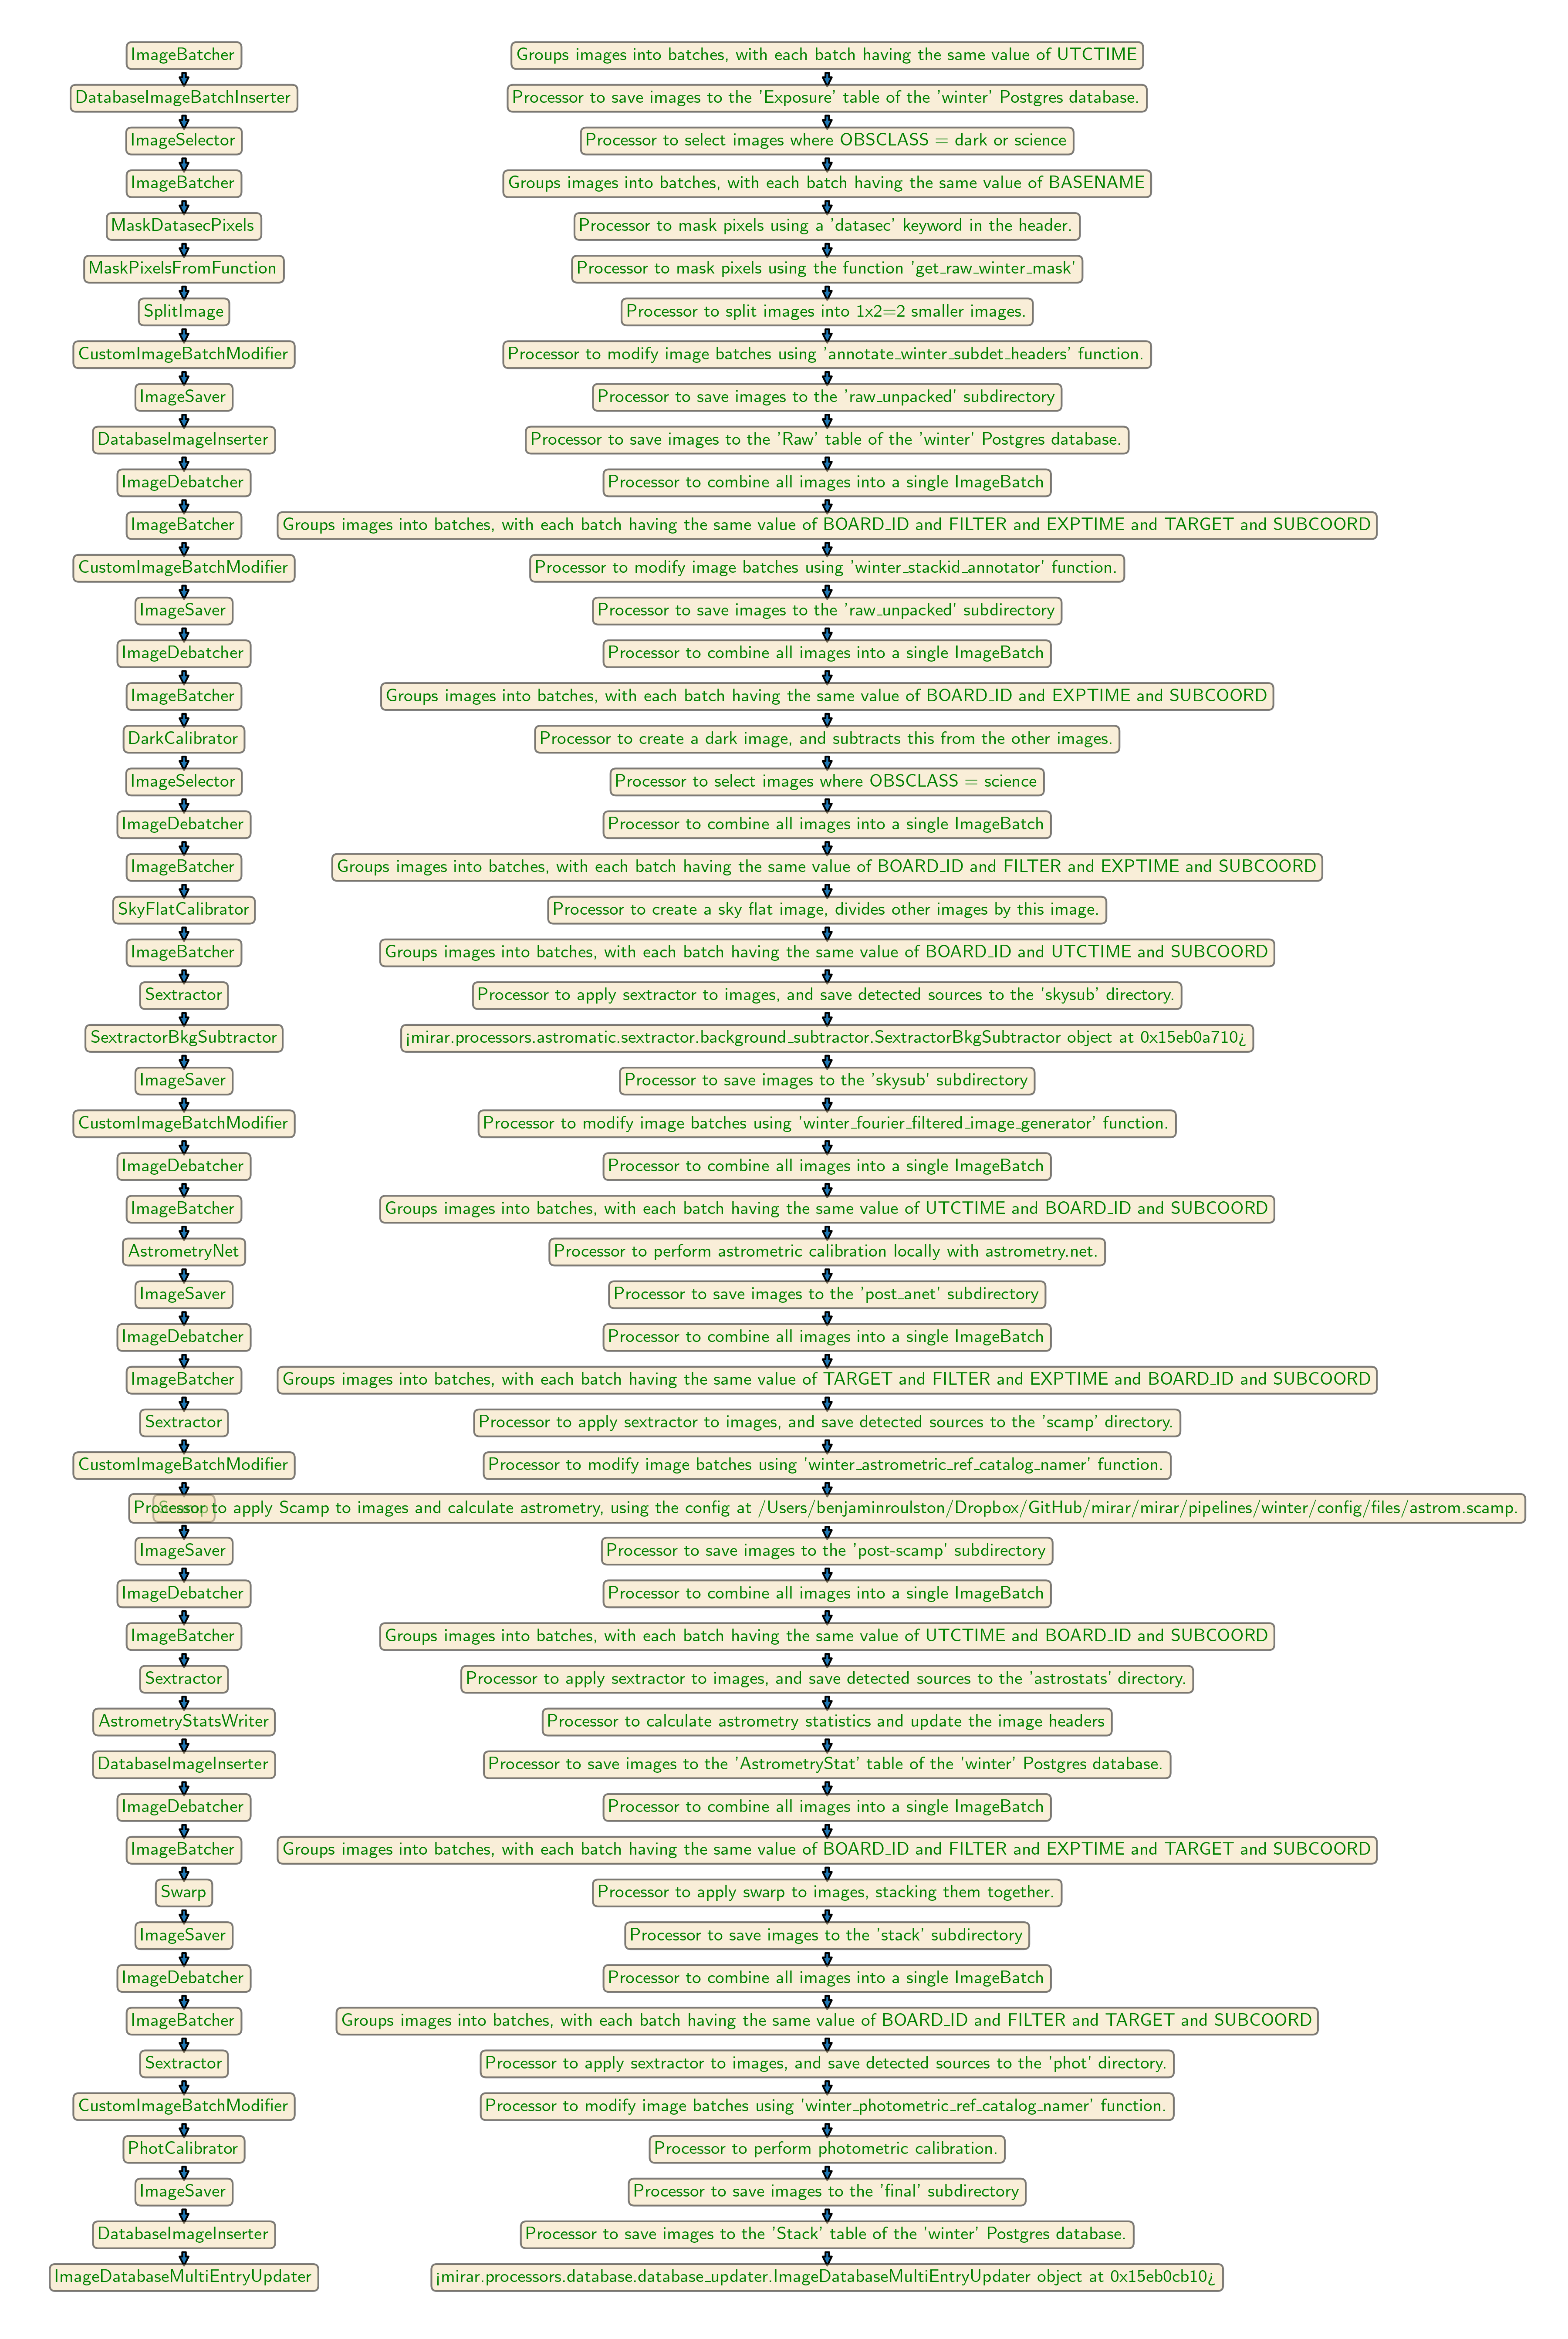 ImageBatcher Groups images into batches, with each batch having the same value of UTCTIME
DatabaseImageBatchInserter Processor to save images to the 'Exposure' table of the 'winter' Postgres database.
ImageSelector Processor to select images where OBSCLASS = dark or science
ImageBatcher Groups images into batches, with each batch having the same value of BASENAME
MaskDatasecPixels Processor to mask pixels using a 'datasec' keyword in the header.
MaskPixelsFromFunction Processor to mask pixels using the function 'get_raw_winter_mask'
SplitImage Processor to split images into 1x2=2 smaller images.
CustomImageBatchModifier Processor to modify image batches using 'annotate_winter_subdet_headers' function.
ImageSaver Processor to save images to the 'raw_unpacked' subdirectory
DatabaseImageInserter Processor to save images to the 'Raw' table of the 'winter' Postgres database.
ImageDebatcher Processor to combine all images into a single ImageBatch
ImageBatcher Groups images into batches, with each batch having the same value of BOARD_ID and FILTER and EXPTIME and TARGET and SUBCOORD
CustomImageBatchModifier Processor to modify image batches using 'winter_stackid_annotator' function.
ImageSaver Processor to save images to the 'raw_unpacked' subdirectory
ImageDebatcher Processor to combine all images into a single ImageBatch
ImageBatcher Groups images into batches, with each batch having the same value of BOARD_ID and EXPTIME and SUBCOORD
DarkCalibrator Processor to create a dark image, and subtracts this from the other images.
ImageSelector Processor to select images where OBSCLASS = science
ImageDebatcher Processor to combine all images into a single ImageBatch
ImageBatcher Groups images into batches, with each batch having the same value of BOARD_ID and FILTER and EXPTIME and SUBCOORD
SkyFlatCalibrator Processor to create a sky flat image, divides other images by this image.
ImageBatcher Groups images into batches, with each batch having the same value of BOARD_ID and UTCTIME and SUBCOORD
Sextractor Processor to apply sextractor to images, and save detected sources to the 'skysub' directory.
SextractorBkgSubtractor ¡mirar.processors.astromatic.sextractor.background_subtractor.SextractorBkgSubtractor object at 0x15eb0a710¿
ImageSaver Processor to save images to the 'skysub' subdirectory
CustomImageBatchModifier Processor to modify image batches using 'winter_fourier_filtered_image_generator' function.
ImageDebatcher Processor to combine all images into a single ImageBatch
ImageBatcher Groups images into batches, with each batch having the same value of UTCTIME and BOARD_ID and SUBCOORD
AstrometryNet Processor to perform astrometric calibration locally with astrometry.net.
ImageSaver Processor to save images to the 'post_anet' subdirectory
ImageDebatcher Processor to combine all images into a single ImageBatch
ImageBatcher Groups images into batches, with each batch having the same value of TARGET and FILTER and EXPTIME and BOARD_ID and SUBCOORD
Sextractor Processor to apply sextractor to images, and save detected sources to the 'scamp' directory.
CustomImageBatchModifier Processor to modify image batches using 'winter_astrometric_ref_catalog_namer' function.
Scamp Processor to apply Scamp to images and calculate astrometry, using the config at /Users/benjaminroulston/Dropbox/GitHub/mirar/mirar/pipelines/winter/config/files/astrom.scamp.
ImageSaver Processor to save images to the 'post-scamp' subdirectory
ImageDebatcher Processor to combine all images into a single ImageBatch
ImageBatcher Groups images into batches, with each batch having the same value of UTCTIME and BOARD_ID and SUBCOORD
Sextractor Processor to apply sextractor to images, and save detected sources to the 'astrostats' directory.
AstrometryStatsWriter Processor to calculate astrometry statistics and update the image headers
DatabaseImageInserter Processor to save images to the 'AstrometryStat' table of the 'winter' Postgres database.
ImageDebatcher Processor to combine all images into a single ImageBatch
ImageBatcher Groups images into batches, with each batch having the same value of BOARD_ID and FILTER and EXPTIME and TARGET and SUBCOORD
Swarp Processor to apply swarp to images, stacking them together.
ImageSaver Processor to save images to the 'stack' subdirectory
ImageDebatcher Processor to combine all images into a single ImageBatch
ImageBatcher Groups images into batches, with each batch having the same value of BOARD_ID and FILTER and TARGET and SUBCOORD
Sextractor Processor to apply sextractor to images, and save detected sources to the 'phot' directory.
CustomImageBatchModifier Processor to modify image batches using 'winter_photometric_ref_catalog_namer' function.
PhotCalibrator Processor to perform photometric calibration.
ImageSaver Processor to save images to the 'final' subdirectory
DatabaseImageInserter Processor to save images to the 'Stack' table of the 'winter' Postgres database.
ImageDatabaseMultiEntryUpdater ¡mirar.processors.database.database_updater.ImageDatabaseMultiEntryUpdater object at 0x15eb0cb10¿